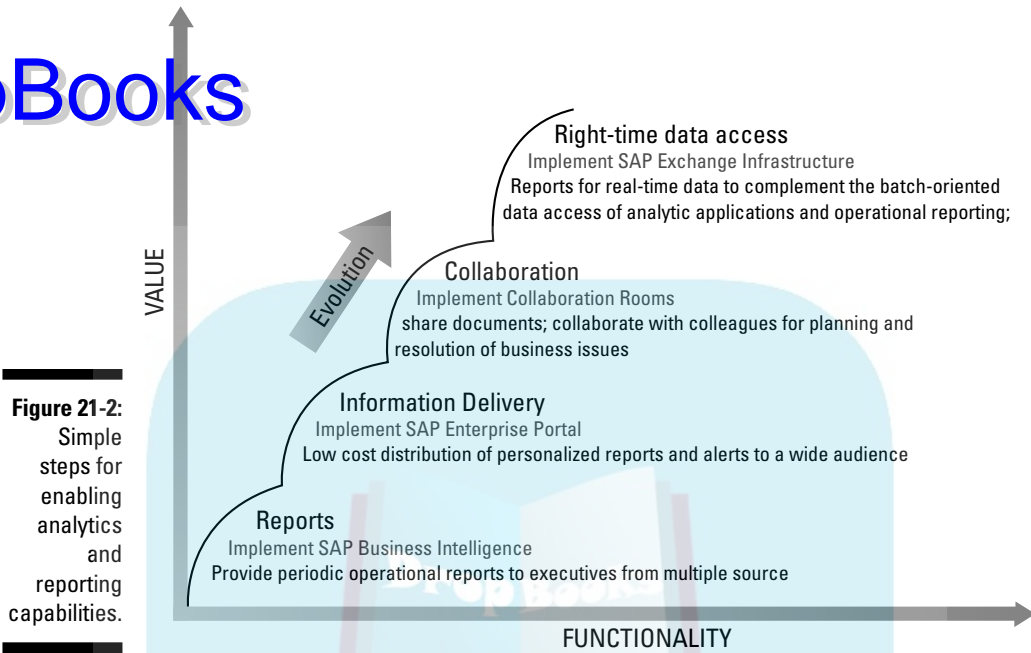 Books
Right-time data access
Implement SAP Exchange Infrastructure
Reports for real-time data to complement the batch-oriented
data access of analytic applications and operational reporting;
Evolution
VALUE
Collaboration
Implement Collaboration Rooms
share documents; collaborate with colleagues for planning and
resolution of business issues
Information Delivery
Implement SAP Enterprise Portal
Low cost distribution of personalized reports and alerts to a wide audience
Reports
Implement SAP Business Intelligence
Provide periodic operational reports to executives from multiple source
Drop Books
FUNCTIONALITY
Figure 21-2:
Simple
steps for
enabling
analytics
and
reporting
capabilities.